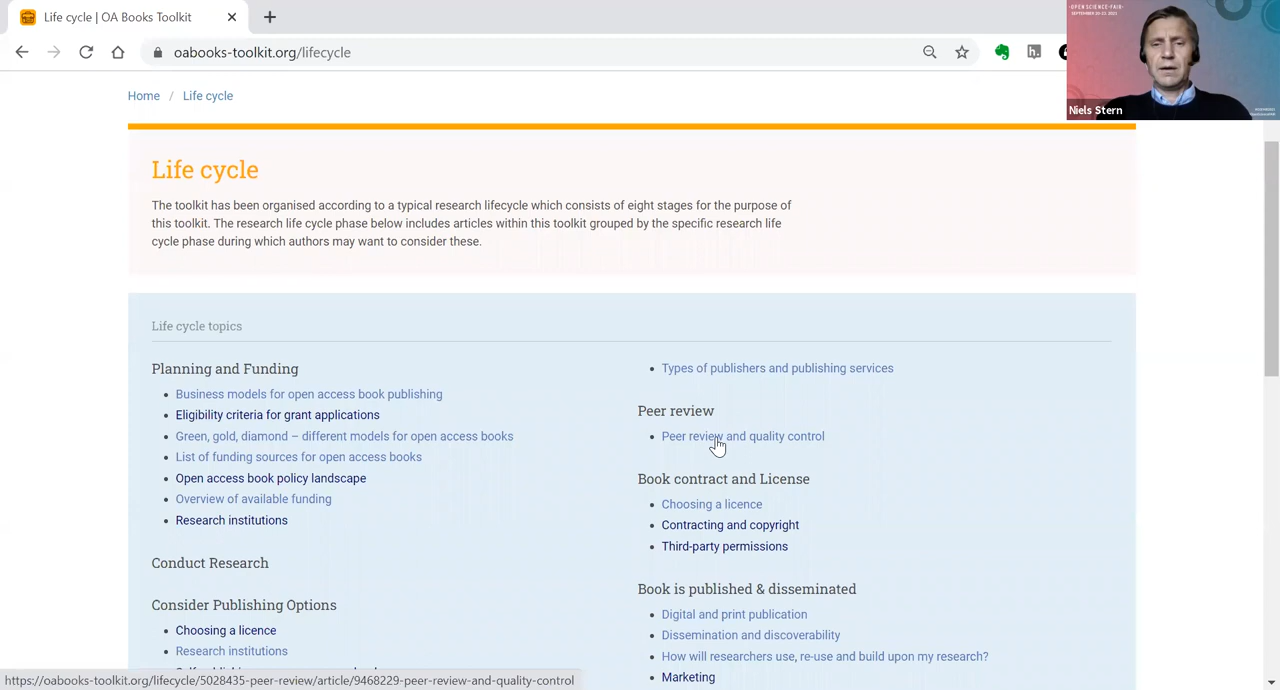 Life cycle | OA Books Toolkit
oabooks-toolkit.org/lifecycle
OPEN SCIENCE FAIR
Niels Stern
Home / Life cycle
Life cycle
The toolkit has been organised according to a typical research lifecycle which consists of eight stages for the purpose of
this toolkit. The research life cycle phase below includes articles within this toolkit grouped by the specific research life
cycle phase during which authors may want to consider these.
Life cycle topics
Planning and Funding
Business models for open access book publishing
Eligibility criteria for grant applications
Green, gold, diamond – different models for open access books
List of funding sources for open access books
Open access book policy landscape
Overview of available funding
Research institutions
Conduct Research
Consider Publishing Options
Choosing a licence
Research institutions
Types of publishers and publishing services
Peer review
Peer review and quality control
Book contract and License
Choosing a licence
Contracting and copyright
Third-party permissions
Book is published & disseminated
Digital and print publication
Dissemination and discoverability
How will researchers use, re-use and build upon my research?
Marketing
https://oabooks-toolkit.org/lifecycle/5028435-peer-review/article/9468229-peer-review-and-quality-control